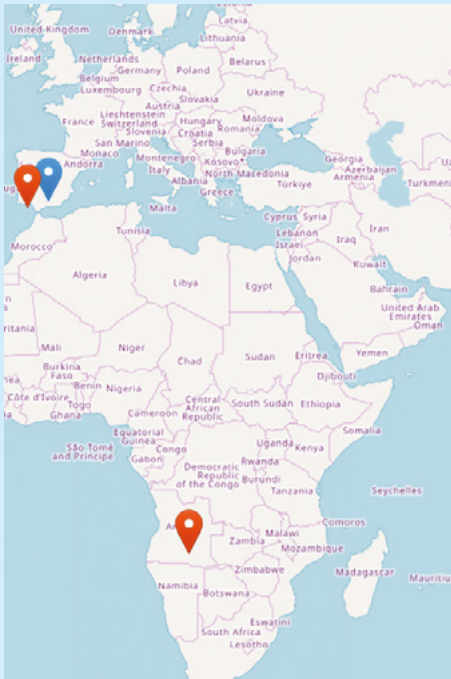 Latvia
United Kingdom
Denmark
Lithuania
Ireland
Netherlands
Belarus
Germany
Poland
Belgium
Luxembourg
Czechia
Ukraine
Slovakia
Austria
Liechtenstein
France
Switzerland
Hungary
Moldova
Slovenia
Croatia
Romania
San Marino
Serbia
Monaco
Bulgaria
Andorra
Montenegro
Kosovo*
Georgia
Italy
North Macedonia
Azerbaijan
Albania
Armenia
Greece
Türkiye
Turkmeni
Malta
Cyprus
Syria
Tunisia
Lebanon
Iran
Israel
Iraq
Morocco
Jordan
Kuwait
Algeria
Libya
Egypt
Bahrain
United Arab
Emirates
Oman
ritania
Mali
Niger
Chad
Sudan
Eritrea
Yemen
Burkina
Faso
Djibouti
Benin
Nigeria
Côte d'Ivoire
Togo
Ghana
Cameroon
Central
African
Republic
South Sudan
Ethiopia
Equatorial
Guinea
Somalia
São Tomé
and Príncipe
Gabon
Congo
Uganda
Kenya
Democratic
Republic
of the Congo
Rwanda
Burundi
Tanzania
Seychelles
Comoros
Malawi
Zambia
Mozambique
Zimbabwe
Madagascar
Mauritiu
Namibia
Botswana
Eswatini
South Africa
Lesotho